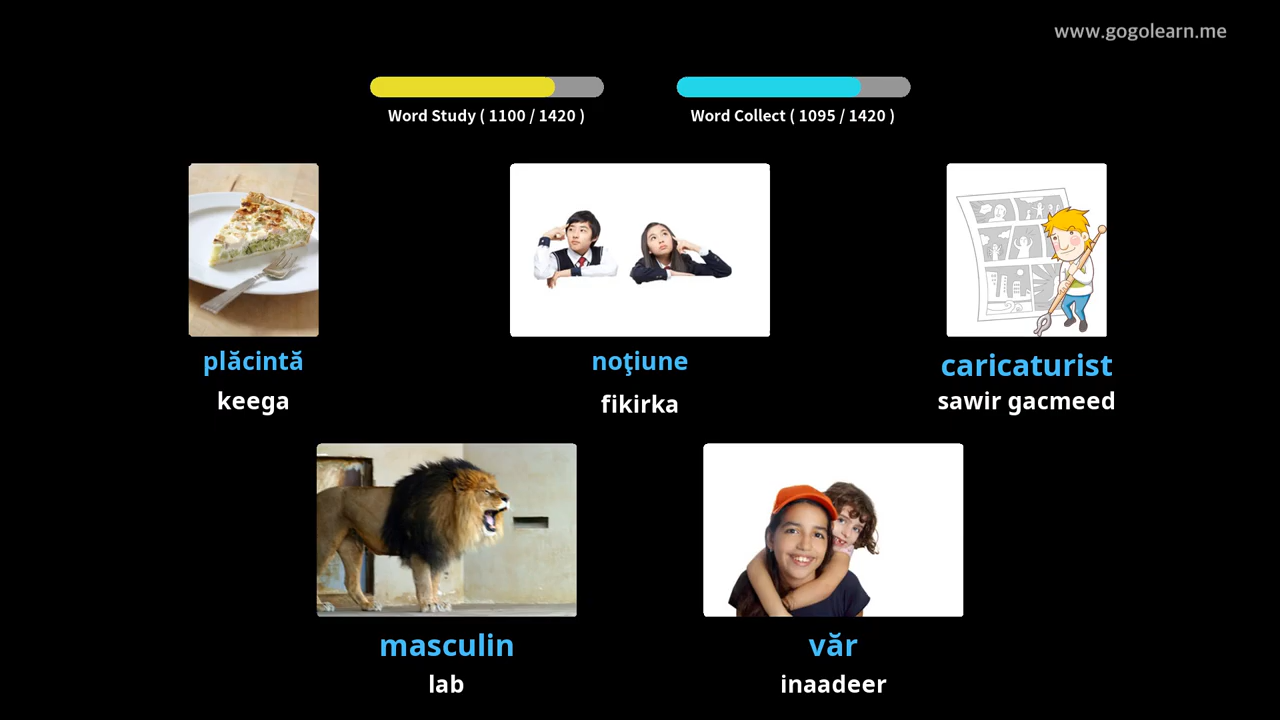 www.gogolearn.me
Word Study ( 1100 / 1420 )
Word Collect ( 1095 / 1420 )
plăcintă
noţiune
caricaturist
keega
fikirka
sawir gacmeed
masculin
văr
lab
inaadeer